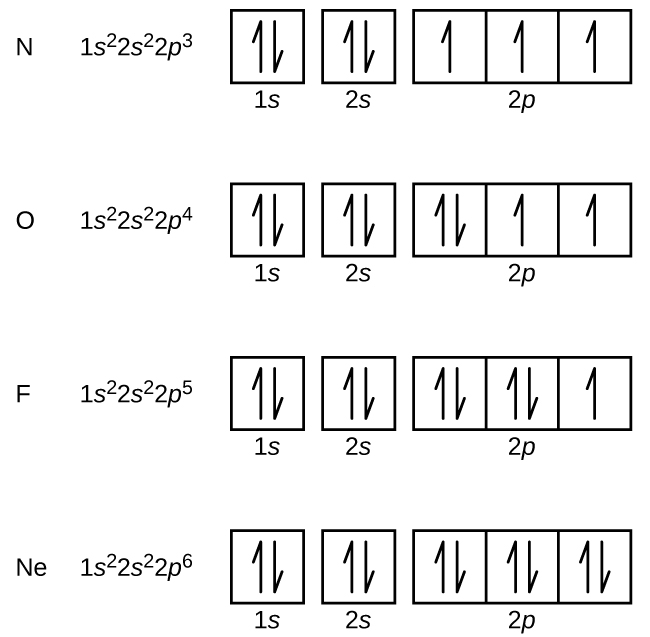 N 1s²2s²2p³
1s 2s 2p
O 1s²2s²2p⁴
1s 2s 2p
F 1s²2s²2p⁵
1s 2s 2p
Ne 1s²2s²2p⁶
1s 2s 2p